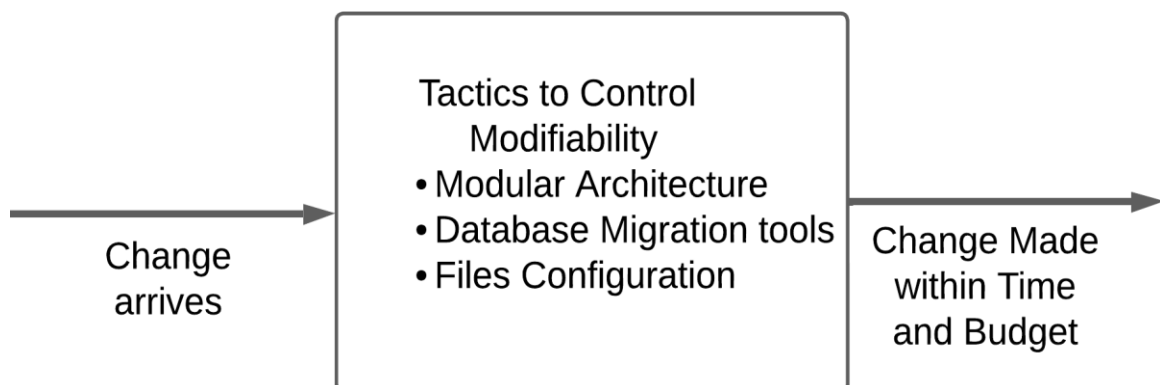 Tactics to Control
Modifiability
• Modular Architecture
• Database Migration tools
• Files Configuration
Change
arrives
Change Made
within Time
and Budget